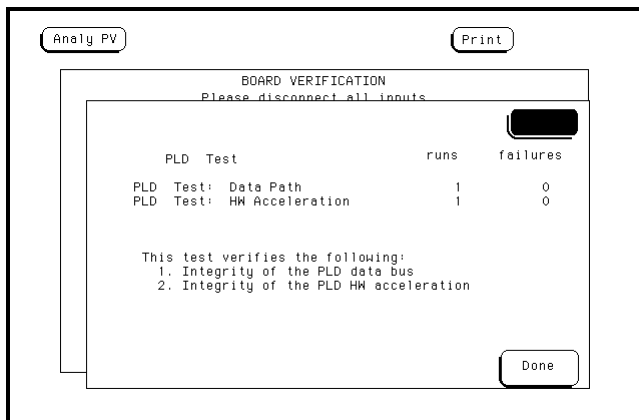 Analy PV
Print
BOARD VERIFICATION
Please disconnect all inputs
PLD Test runs failures
PLD Test: Data Path 1 0
PLD Test: HW Acceleration 1 0
This test verifies the following:
1. Integrity of the PLD data bus
2. Integrity of the PLD HW acceleration
Done